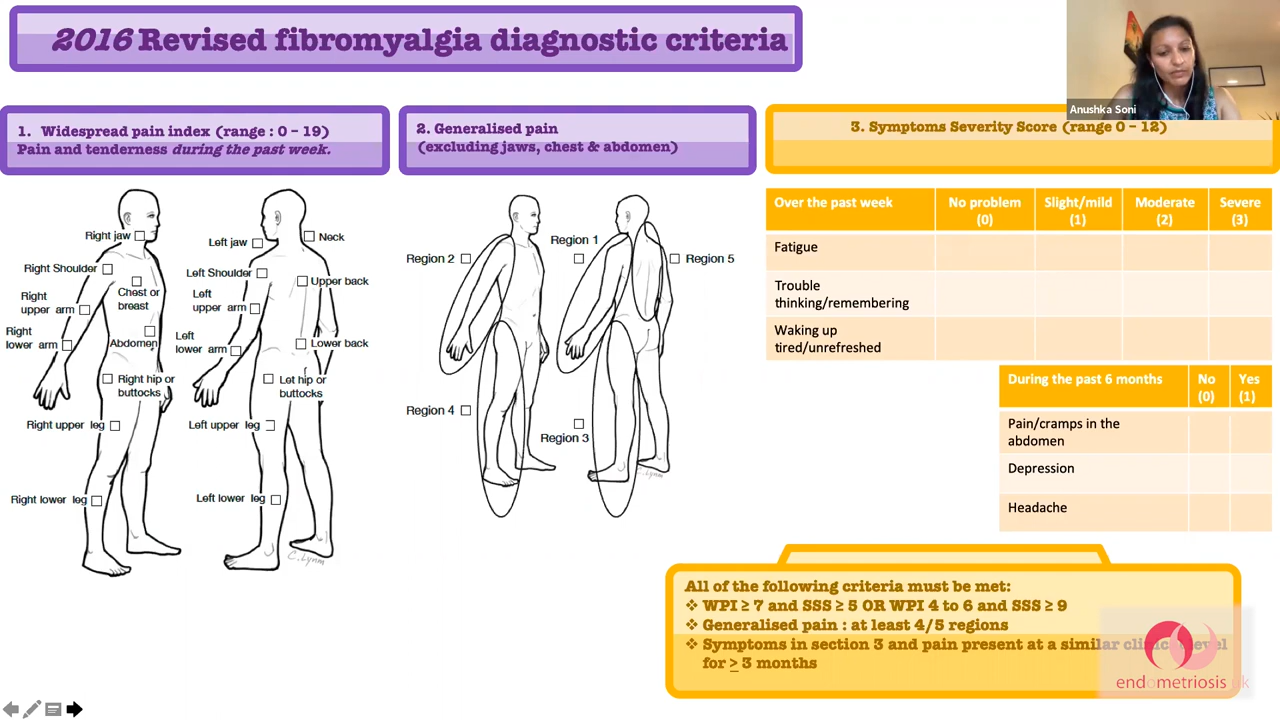 2016 Revised fibromyalgia diagnostic criteria
Anushka Soni
1. Widespread pain index (range : 0 – 19)
Pain and tenderness during the past week.
2. Generalised pain
(excluding jaws, chest & abdomen)
3. Symptoms Severity Score (range 0 – 12)
Right jaw
Right Shoulder
Chest or
breast
Right
upper arm
Right
lower arm
Abdomen
Right hip or
buttocks
Right upper leg
Right lower leg
Left jaw
Neck
Left Shoulder
Upper back
Left
upper arm
Left
lower arm
Lower back
Let hip or
buttocks
Left upper leg
Left lower leg
C.Lynm
Region 1
Region 2
Region 5
Region 4
Region 3
C.Lynm
Over the past week
No problem
(0)
Slight/mild
(1)
Moderate
(2)
Severe
(3)
Fatigue
Trouble
thinking/remembering
Waking up
tired/unrefreshed
During the past 6 months
No
(0)
Yes
(1)
Pain/cramps in the
abdomen
Depression
Headache
All of the following criteria must be met:
❖ WPI ≥ 7 and SSS ≥ 5 OR WPI 4 to 6 and SSS ≥ 9
❖ Generalised pain : at least 4/5 regions
❖ Symptoms in section 3 and pain present at a similar clinical level
for ≥ 3 months
endometriosis uk